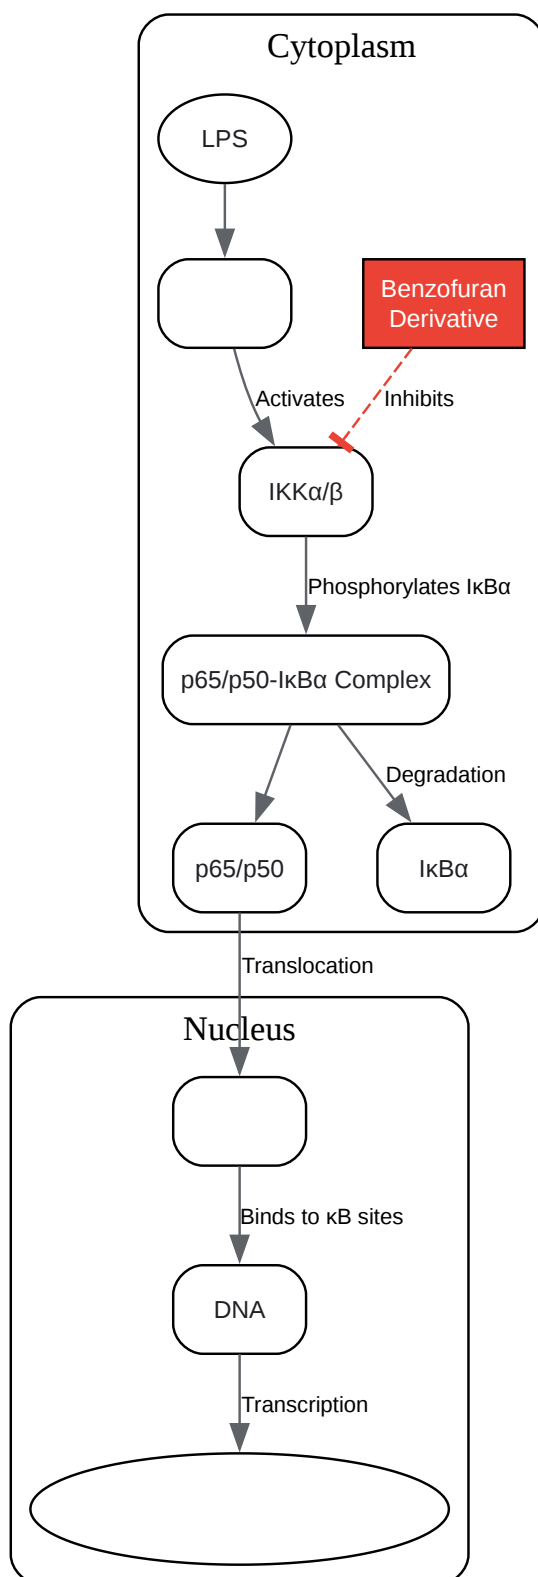 Cytoplasm
LPS
Benzofuran
Derivative
Activates
Inhibits
IKKα/β
Phosphorylates IκBα
p65/p50-IκBα Complex
Degradation
p65/p50
IκBα
Translocation
Nucleus
Binds to κB sites
DNA
Transcription